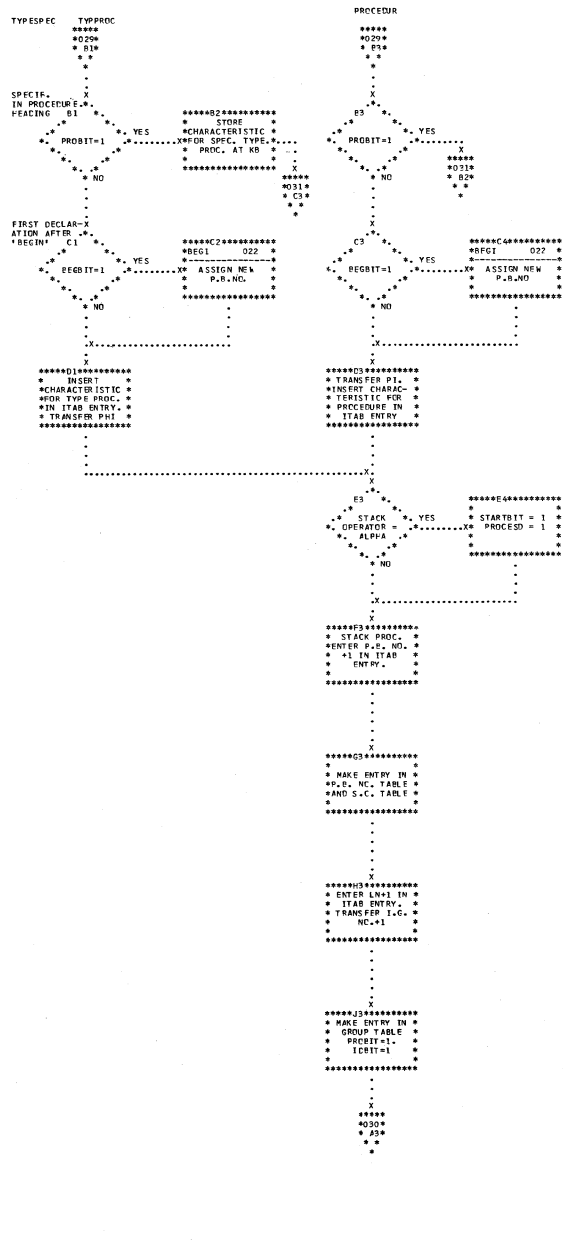 PROCEDUR
TYPESPEC TYPPROC
*****
*029*
* B1*
* *
*
*****
*029*
* B3*
* *
*
SPECIF.
IN PROCEDURE
HEADING B1
PROBIT=1
YES
NO
*****B2**********
* STORE *
*CHARACTERISTIC *
*FOR SPEC. TYPE.*
* PROC. AT KB *
*****************
*****
*031*
* C3*
* *
*
B3
PROBIT=1
YES
NO
*****
*031*
* B2*
* *
*
FIRST DECLAR-
ATION AFTER
'BEGIN' C1
BEGBIT=1
YES
NO
*****C2**********
*BEG1 022 *
*---------------*
* ASSIGN NEW *
* P.B.NO. *
*****************
C3
BEGBIT=1
YES
NO
*****C4**********
*BEG1 022 *
*---------------*
* ASSIGN NEW *
* P.B.NO *
*****************
*****D1**********
* INSERT *
*CHARACTERISTIC *
*FOR TYPE PROC. *
*IN ITAB ENTRY. *
* TRANSFER PHI *
*****************
*****D3**********
* TRANSFER PI. *
*INSERT CHARAC- *
* TERISTIC FOR *
* PROCEDURE IN *
* ITAB ENTRY *
*****************
E3
STACK
OPERATOR =
ALPHA
YES
NO
*****E4**********
* STARTBIT = 1 *
* PROCESD = 1 *
*****************
*****F3**********
* STACK PROC. *
*ENTER P.B. NO. *
* +1 IN ITAB *
* ENTRY. *
*****************
*****G3**********
* MAKE ENTRY IN *
*P.B. NO. TABLE *
*AND S.C. TABLE *
*****************
*****H3**********
* ENTER LN+1 IN *
* ITAB ENTRY. *
* TRANSFER I.G. *
* NO.+1 *
*****************
*****J3**********
* MAKE ENTRY IN *
* GROUP TABLE *
* PROBIT=1. *
* IDBIT=1 *
*****************
*****
*030*
* A3*
* *
*